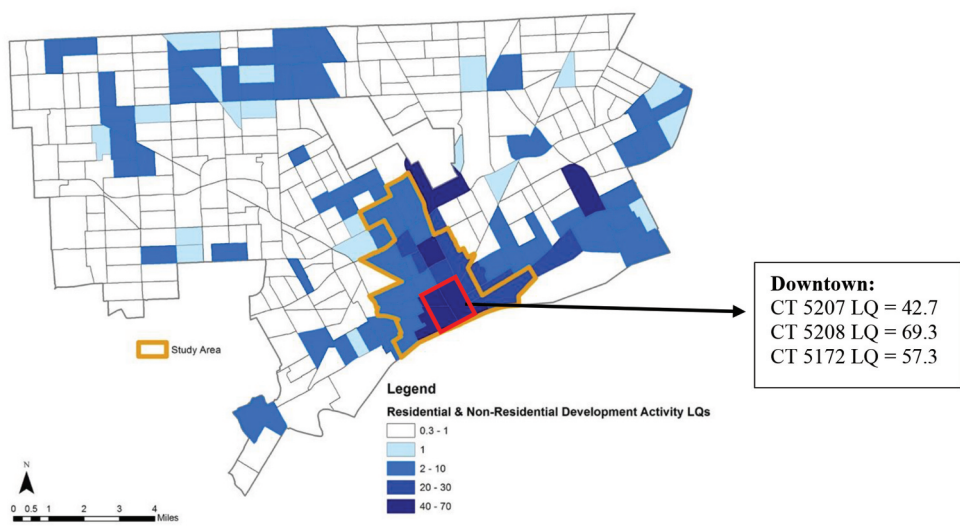 Downtown:
CT 5207 LQ = 42.7
CT 5208 LQ = 69.3
CT 5172 LQ = 57.3
Study Area
Legend
Residential & Non-Residential Development Activity LQs
0.3 - 1
1
2 - 10
20 - 30
40 - 70
N
0 0.5 1 2 3 4
Miles